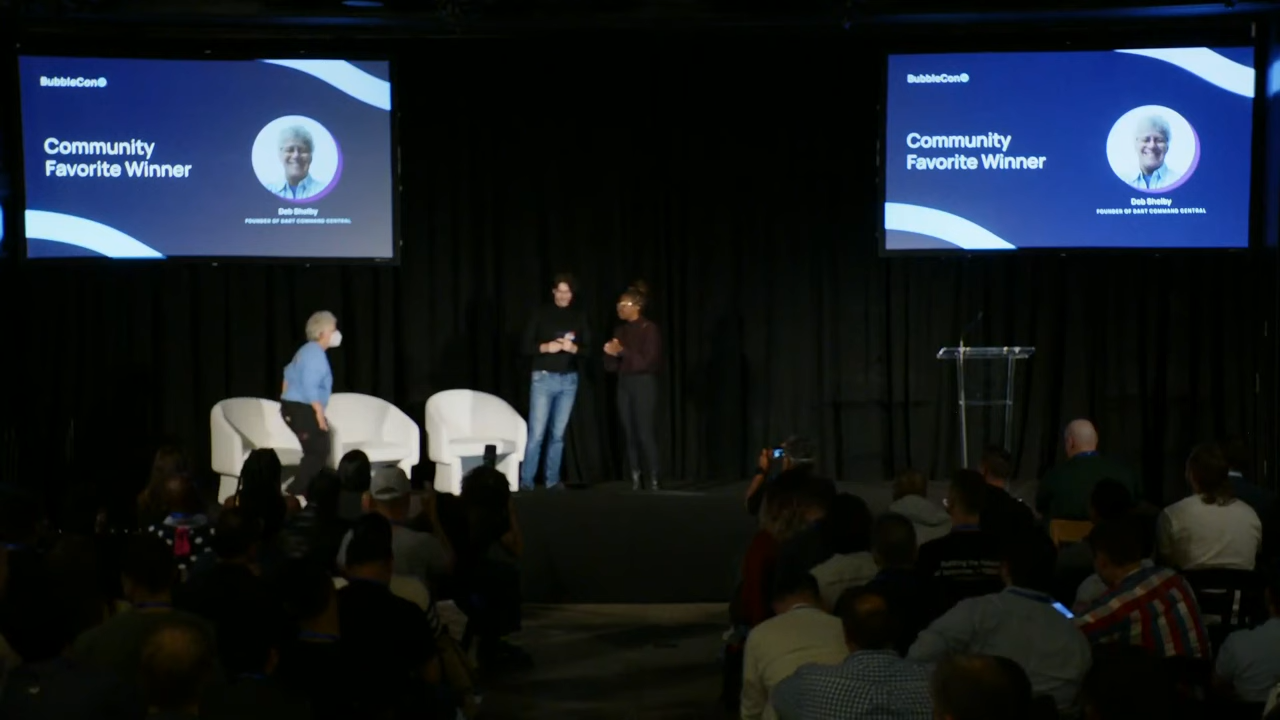 BubbleCon
Community
Favorite Winner
Deb Shelby
FOUNDER OF DART COMMAND CENTRAL
BubbleCon
Community
Favorite Winner
Deb Shelby
FOUNDER OF DART COMMAND CENTRAL